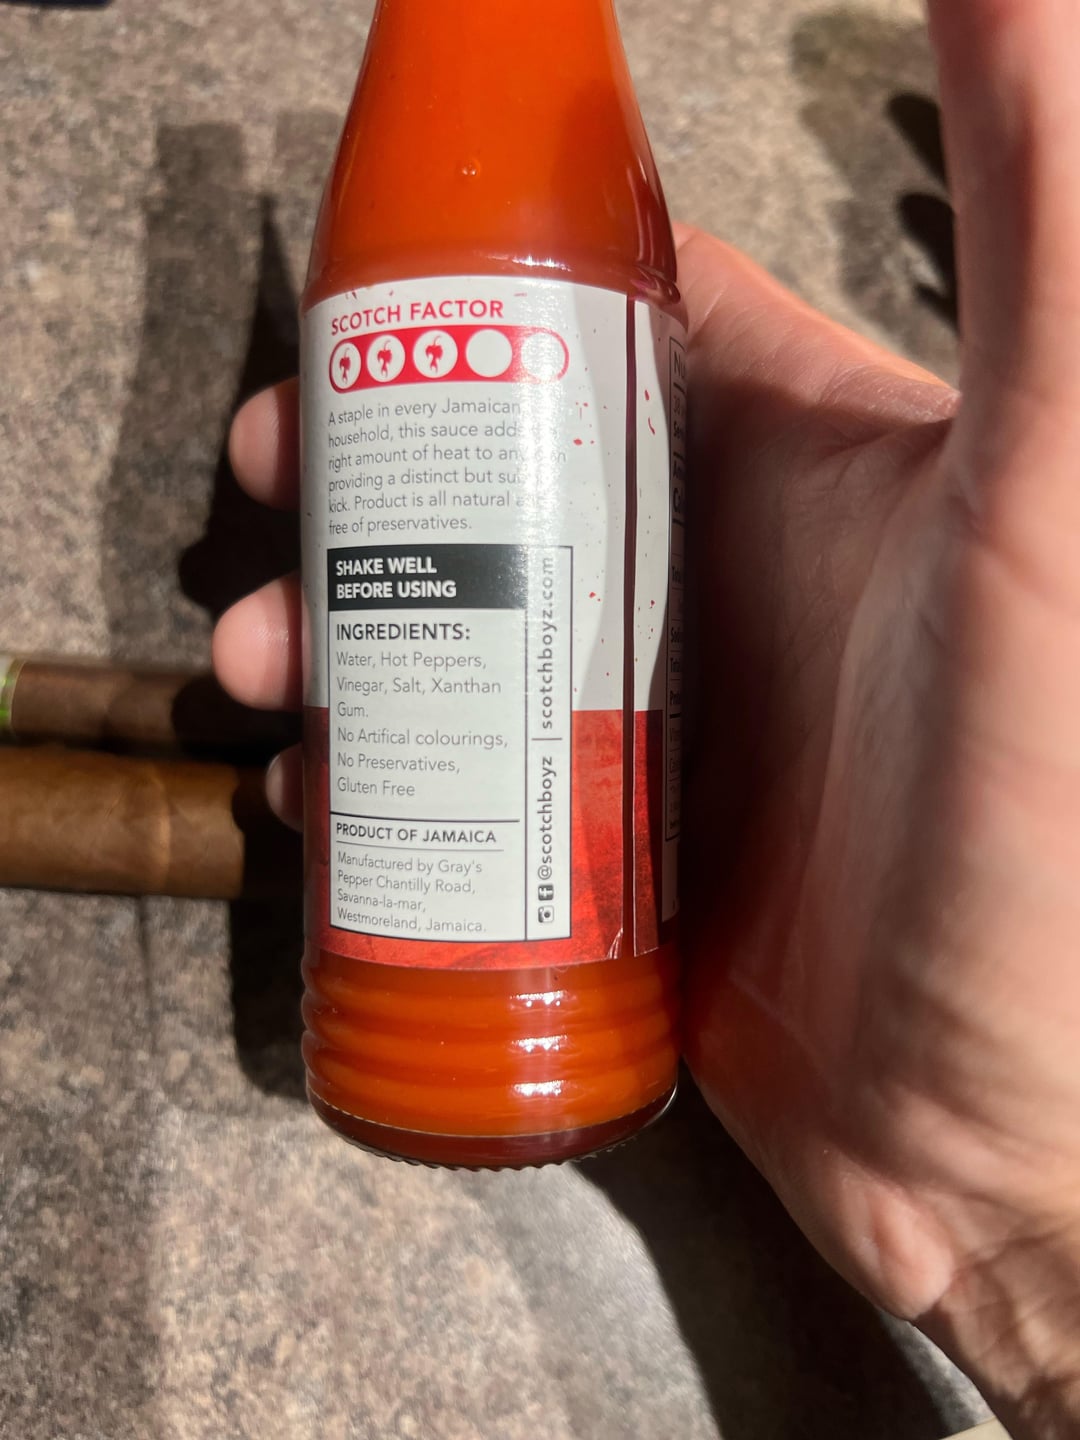 SCOTCH FACTOR
A staple in every Jamaican
household, this sauce adds
right amount of heat to any
providing a distinct but
kick. Product is all natural
free of preservatives.
SHAKE WELL
BEFORE USING
INGREDIENTS:
Water, Hot Peppers,
Vinegar, Salt, Xanthan
Gum.
No Artifical colourings,
No Preservatives,
Gluten Free
PRODUCT OF JAMAICA
Manufactured by Gray's
Pepper Chantilly Road,
Savanna-la-mar,
Westmoreland, Jamaica.
@scotchboyz | scotchboyz.com